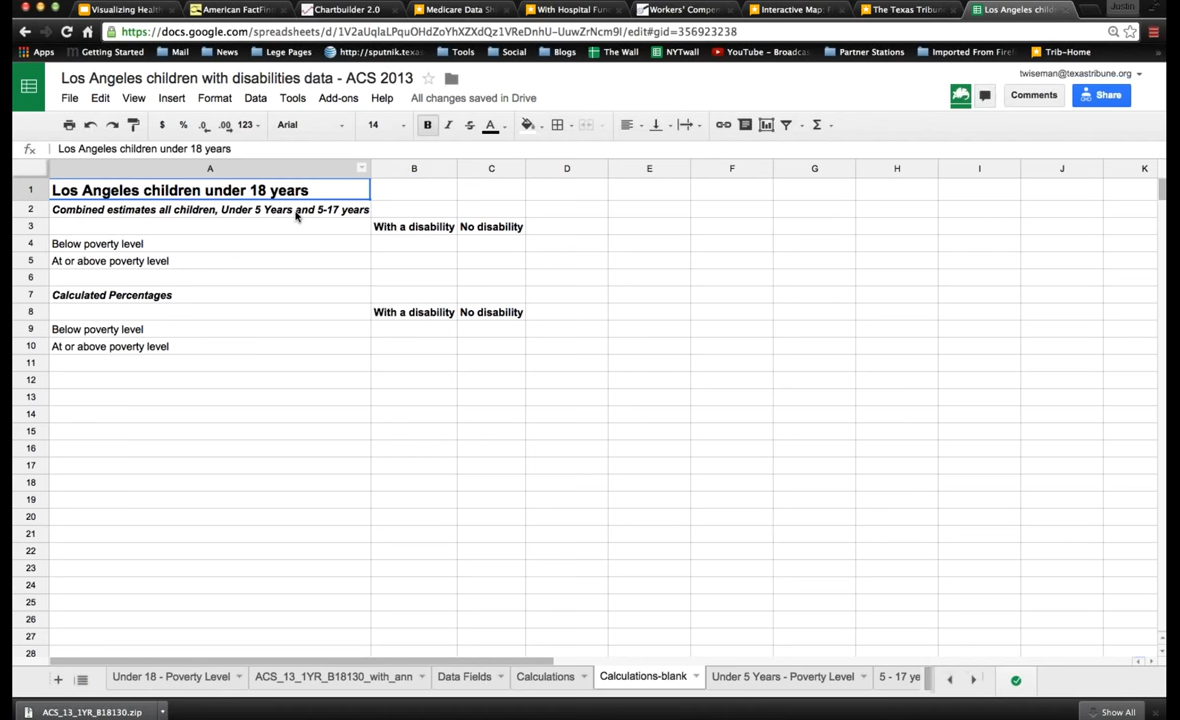 Visualizing Health
American FactFin
Chartbuilder 2.0
Medicare Data Sh
With Hospital Fun
Workers' Compen
Interactive Map:
The Texas Tribun
Los Angeles child
Justin
https://docs.google.com/spreadsheets/d/1V2aUqlaLPquOHdZoYhXZXdQz1VReDnhU-UuwZrNcm9I/edit#gid=356923238
Apps Getting Started News Mail Lege Pages http://sputnik.texas Tools Social Blogs The Wall NYTwall YouTube - Broadcas Partner Stations Imported From Firefo Trib-Home
Los Angeles children with disabilities data - ACS 2013
twiseman@texastribune.org
File Edit View Insert Format Data Tools Add-ons Help All changes saved in Drive
Comments Share
$ % .0 .00 123 Arial 14 B I S A Σ
fx Los Angeles children under 18 years
A B C D E F G H I J K
1 Los Angeles children under 18 years
2 Combined estimates all children, Under 5 Years and 5-17 years
3 With a disability No disability
4 Below poverty level
5 At or above poverty level
6
7 Calculated Percentages
8 With a disability No disability
9 Below poverty level
10 At or above poverty level
11
12
13
14
15
16
17
18
19
20
21
22
23
24
25
26
27
28
+ Under 18 - Poverty Level ACS_13_1YR_B18130_with_ann Data Fields Calculations Calculations-blank Under 5 Years - Poverty Level 5 - 17 ye
ACS_13_1YR_B18130.zip Show All